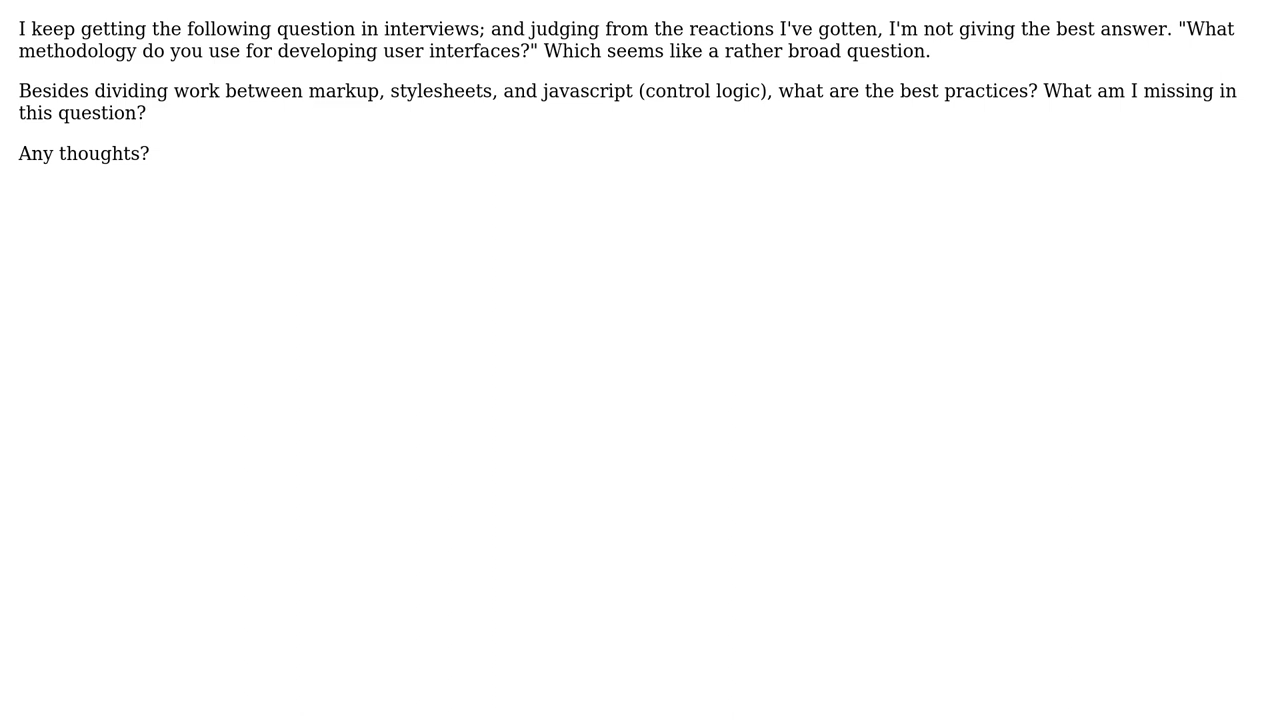 I keep getting the following question in interviews; and judging from the reactions I've gotten, I'm not giving the best answer. "What
methodology do you use for developing user interfaces?" Which seems like a rather broad question.
Besides dividing work between markup, stylesheets, and javascript (control logic), what are the best practices? What am I missing in
this question?
Any thoughts?